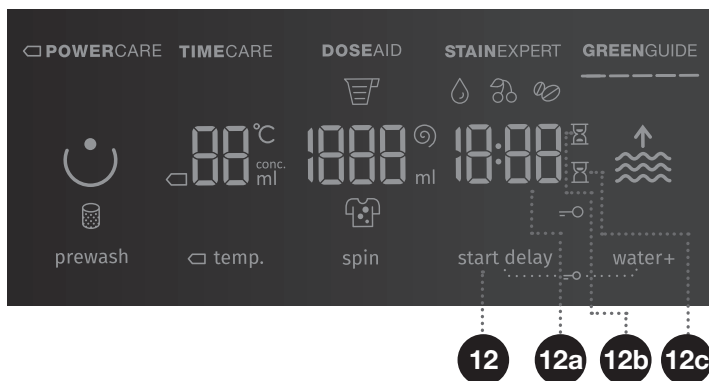 POWERCARE TIMECARE DOSEAID STAINEXPERT GREENGUIDE
88 °C conc. ml 1888 ml 18:88
prewash temp. spin start delay water+
12 12a 12b 12c